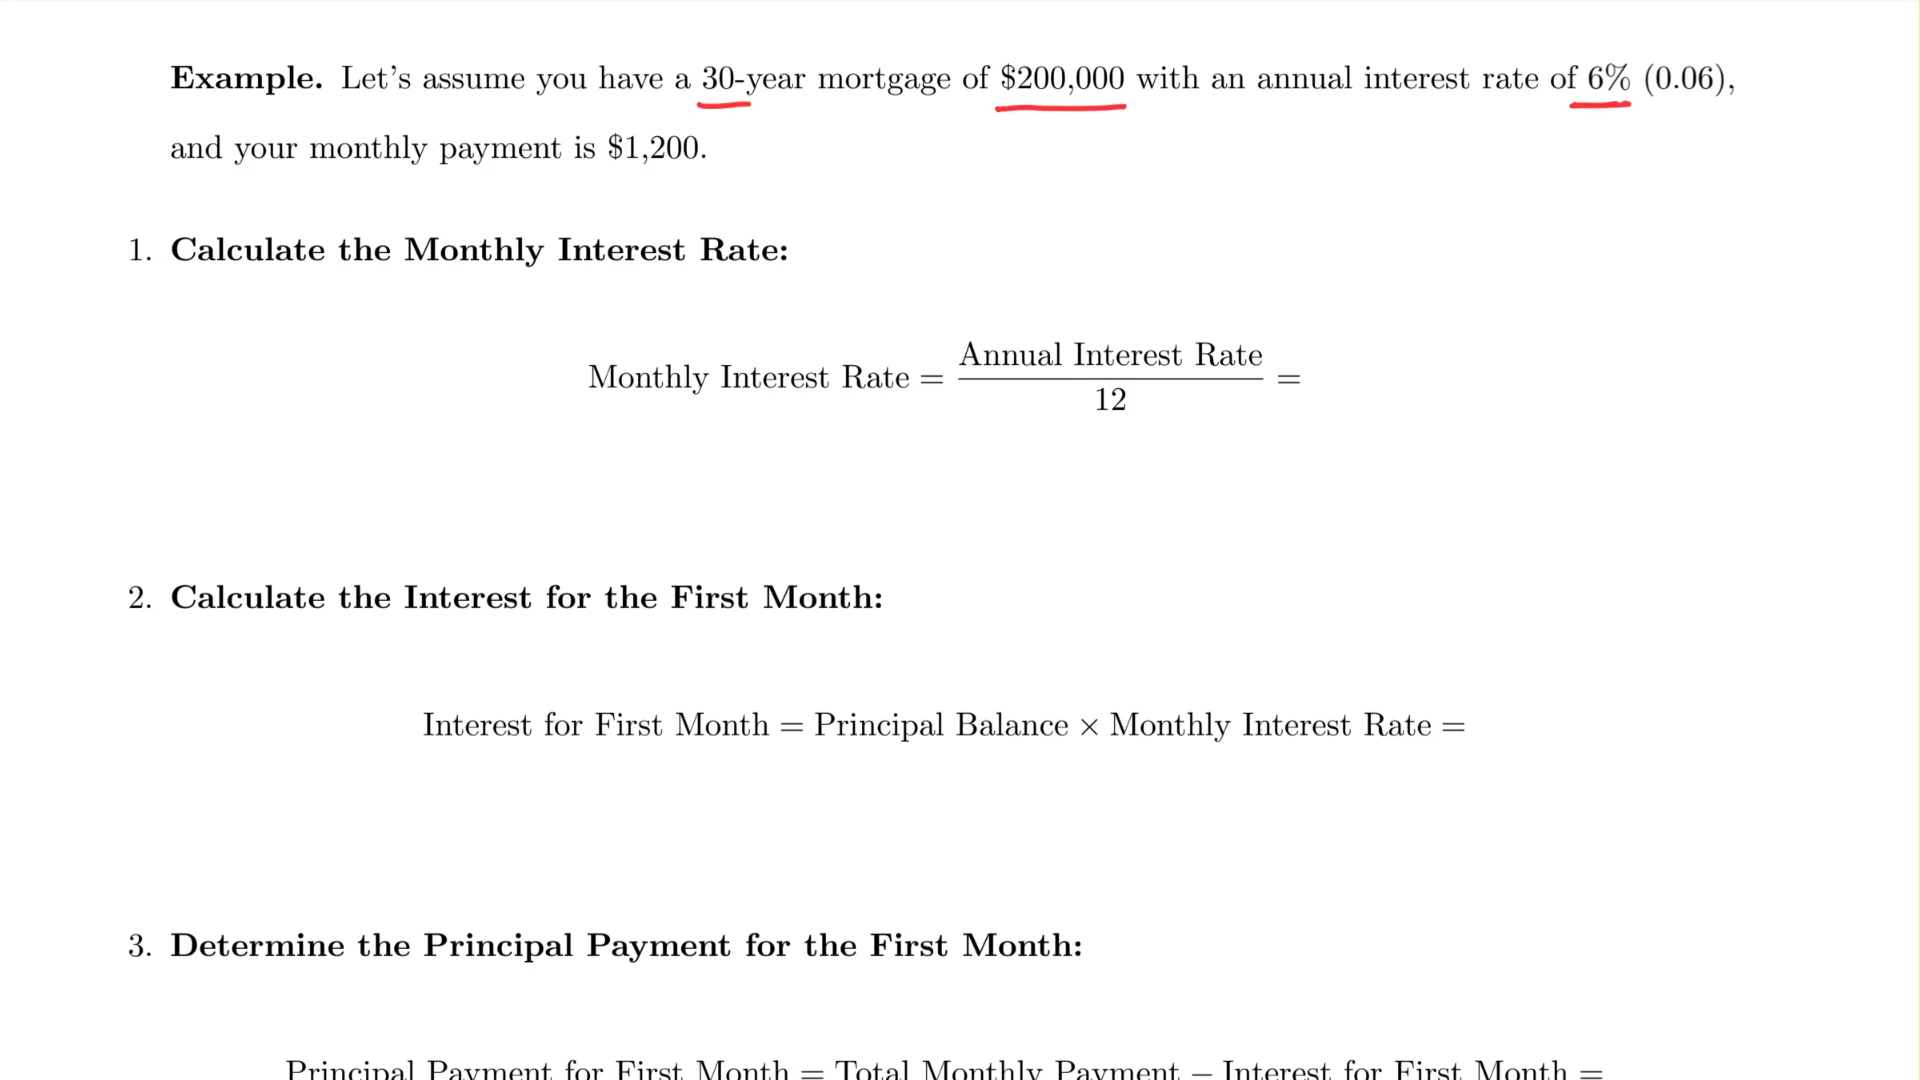 Example. Let's assume you have a 30-year mortgage of $200,000 with an annual interest rate of 6% (0.06),
and your monthly payment is $1,200.
1. Calculate the Monthly Interest Rate:
Monthly Interest Rate = Annual Interest Rate / 12 =
2. Calculate the Interest for the First Month:
Interest for First Month = Principal Balance × Monthly Interest Rate =
3. Determine the Principal Payment for the First Month:
Principal Payment for First Month = Total Monthly Payment − Interest for First Month =